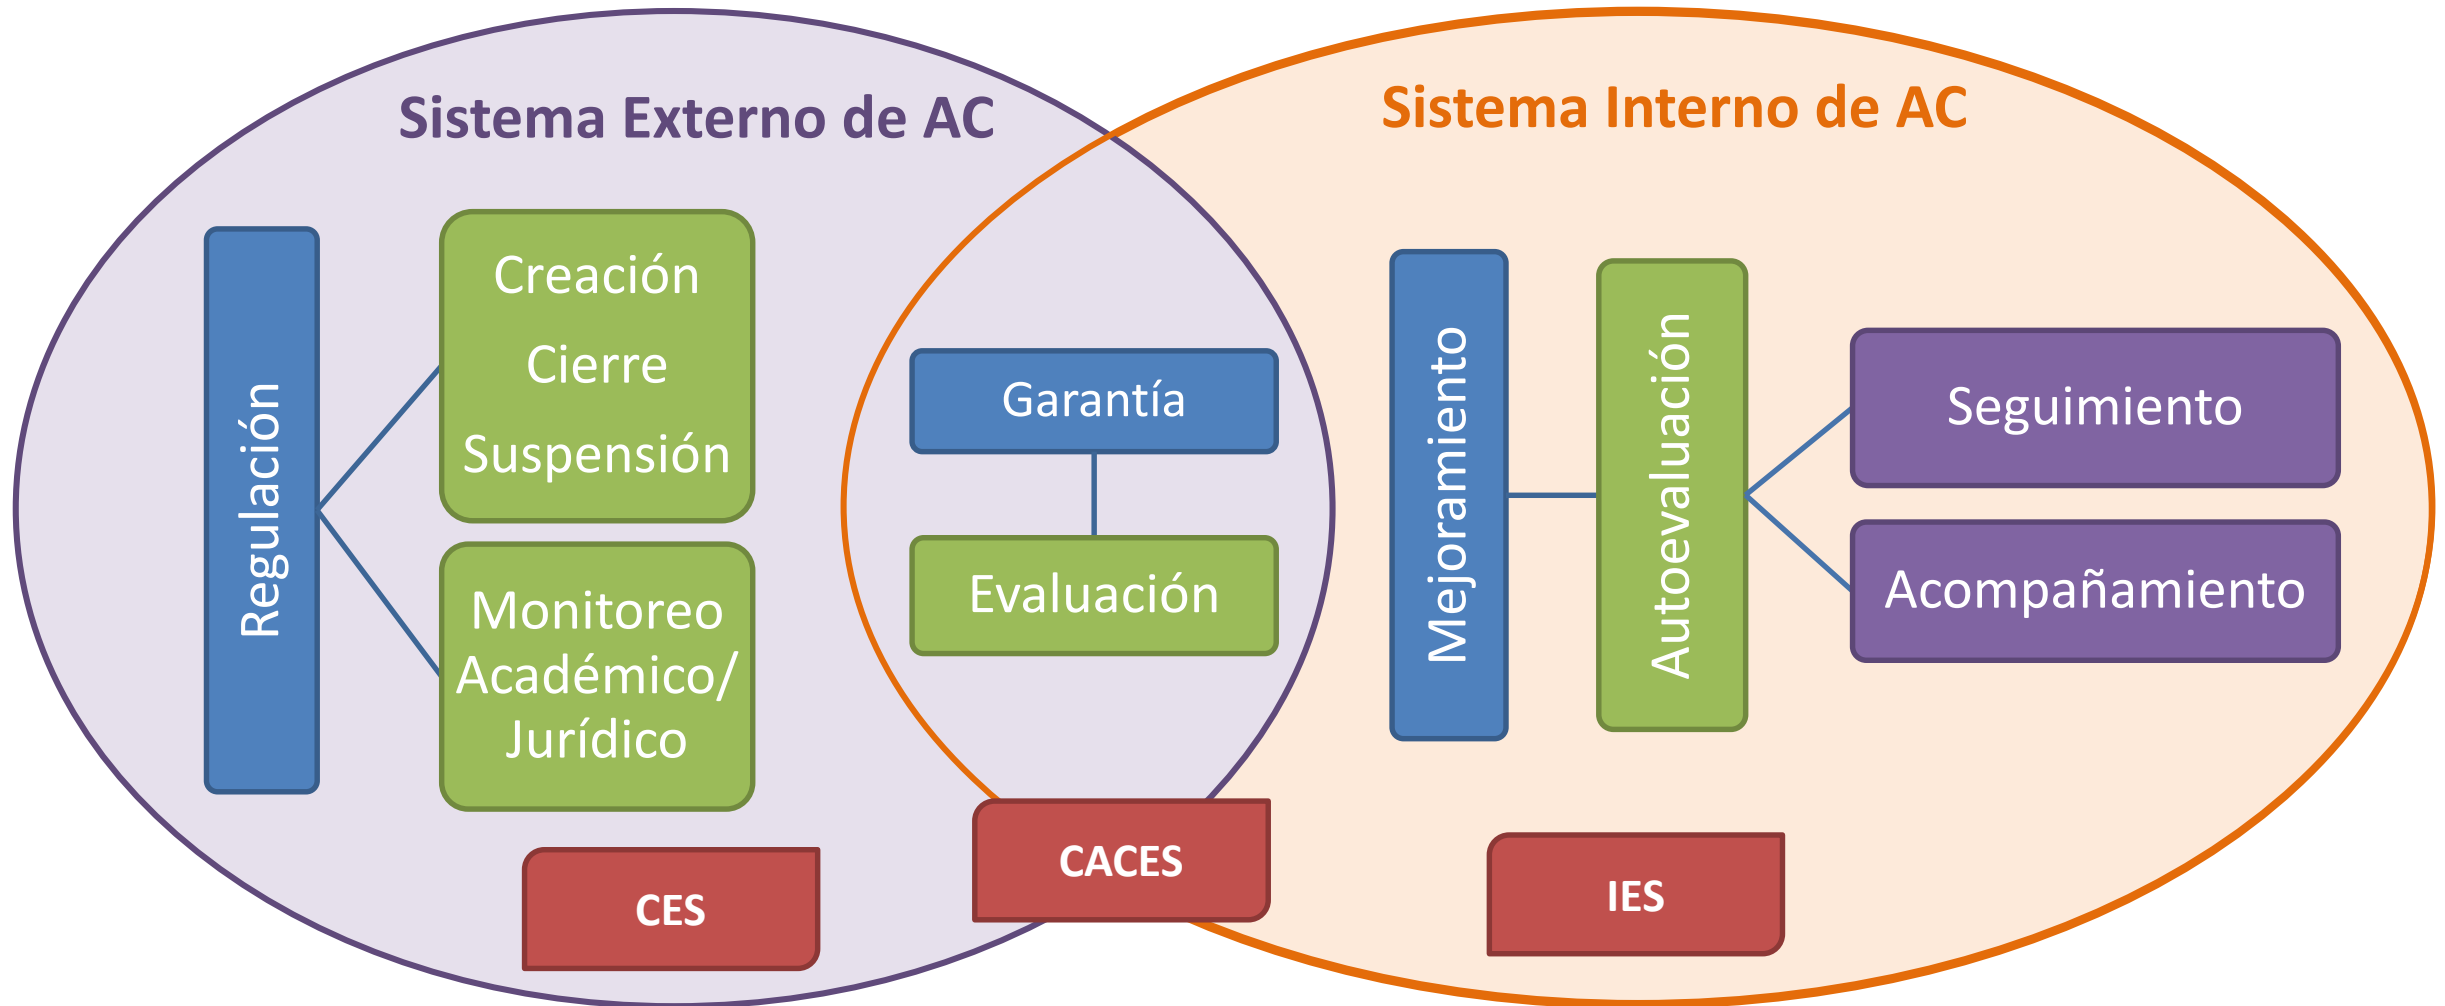 Sistema Externo de AC
Regulación
Creación
Cierre
Suspensión
Monitoreo
Académico/
Jurídico
CES
Garantía
Evaluación
CACES
Sistema Interno de AC
Mejoramiento
Autoevaluación
Seguimiento
Acompañamiento
IES